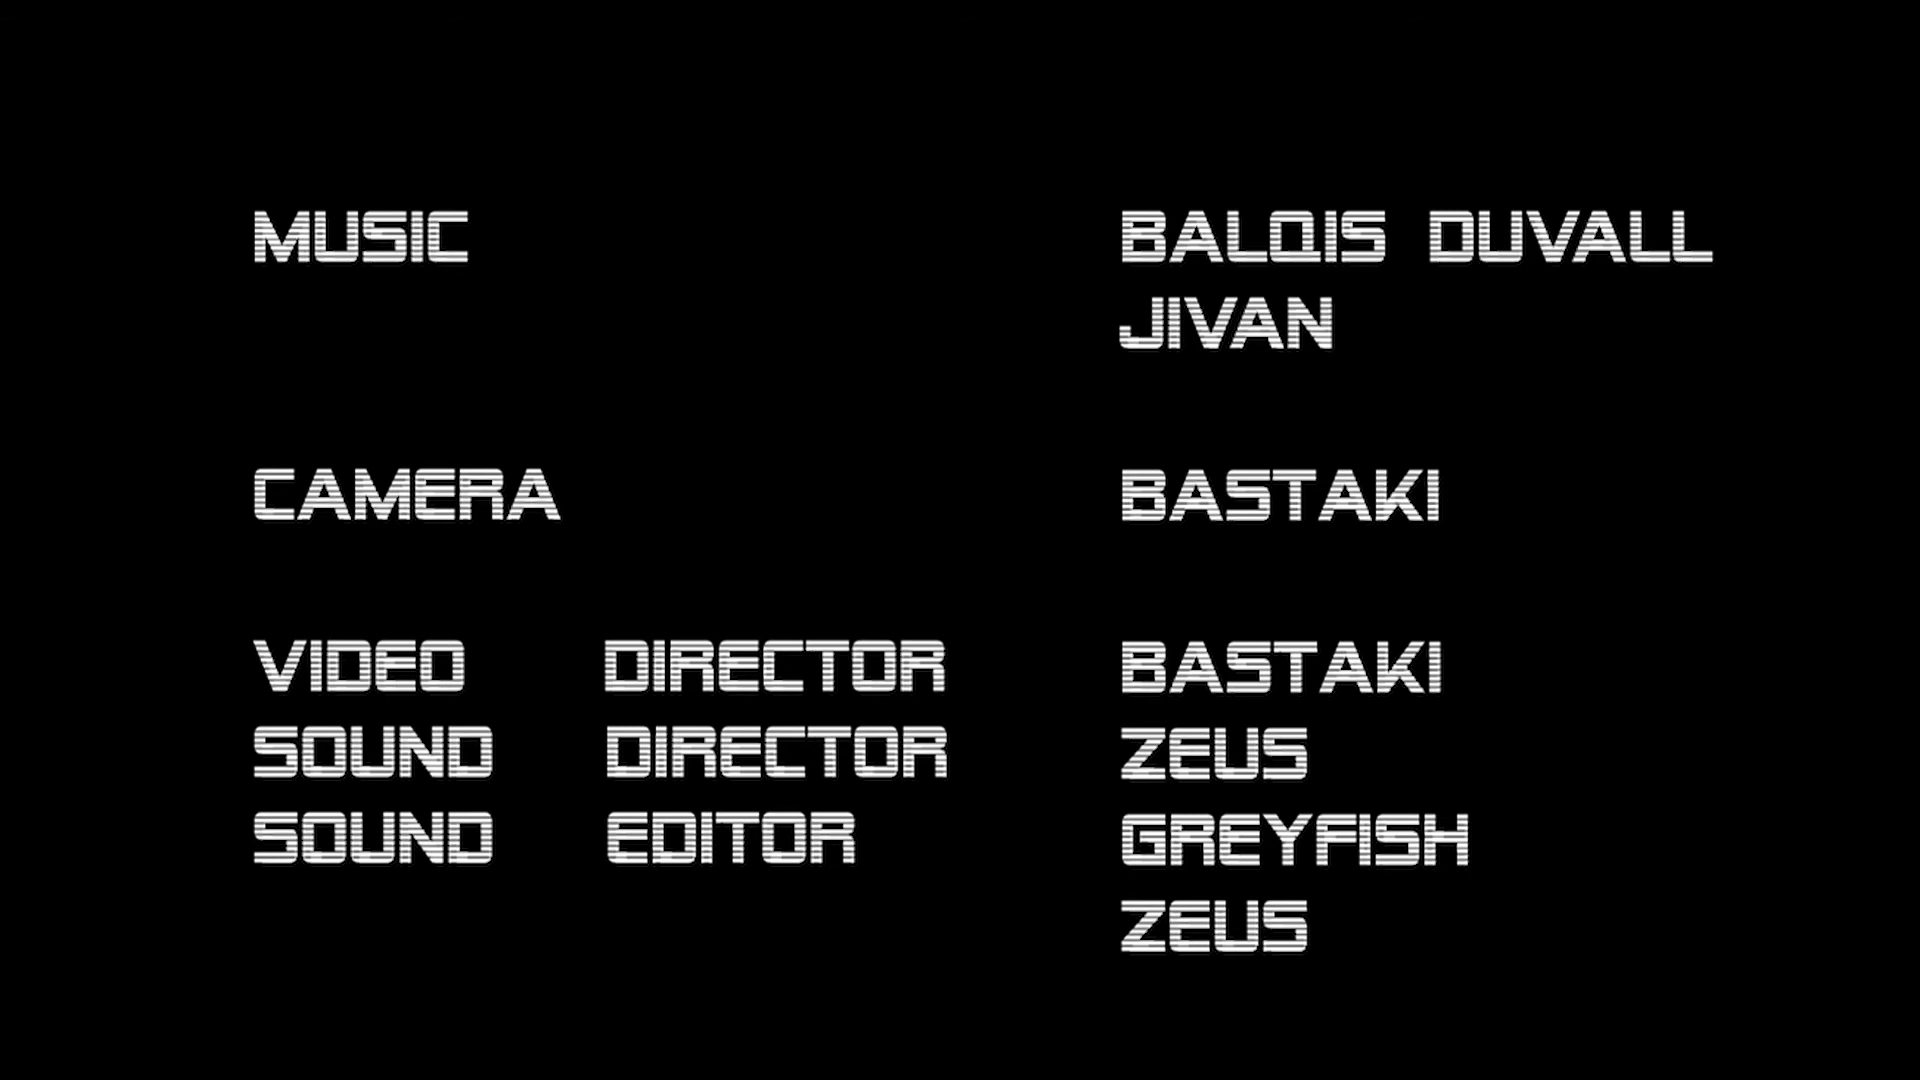 MUSIC BALQIS DUVALL
JIVAN
CAMERA BASTAKI
VIDEO DIRECTOR BASTAKI
SOUND DIRECTOR ZEUS
SOUND EDITOR GREYFISH
ZEUS